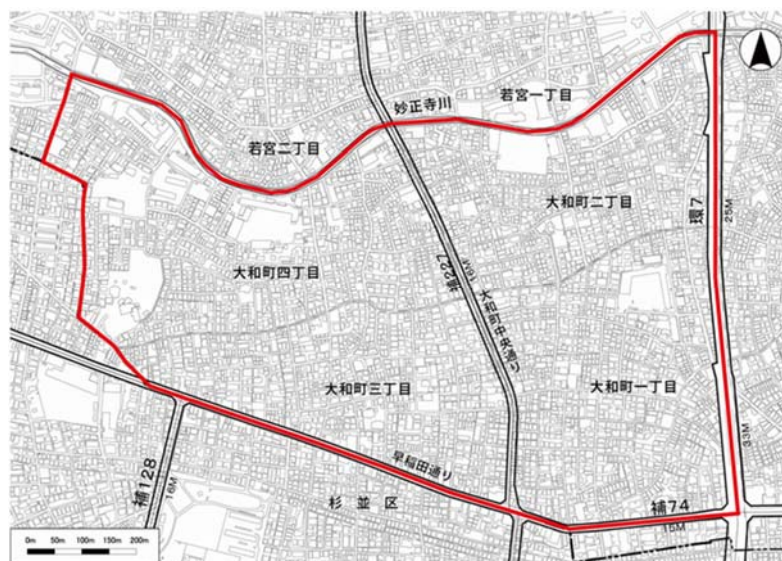 若宮一丁目
妙正寺川
若宮二丁目
大和町二丁目
環7
25M
大和町四丁目
補227
16M
大和町中央通り
大和町三丁目
大和町一丁目
33M
早稲田通り
補128
16M
杉並区
補74
15M
0m 50m 100m 150m 200m